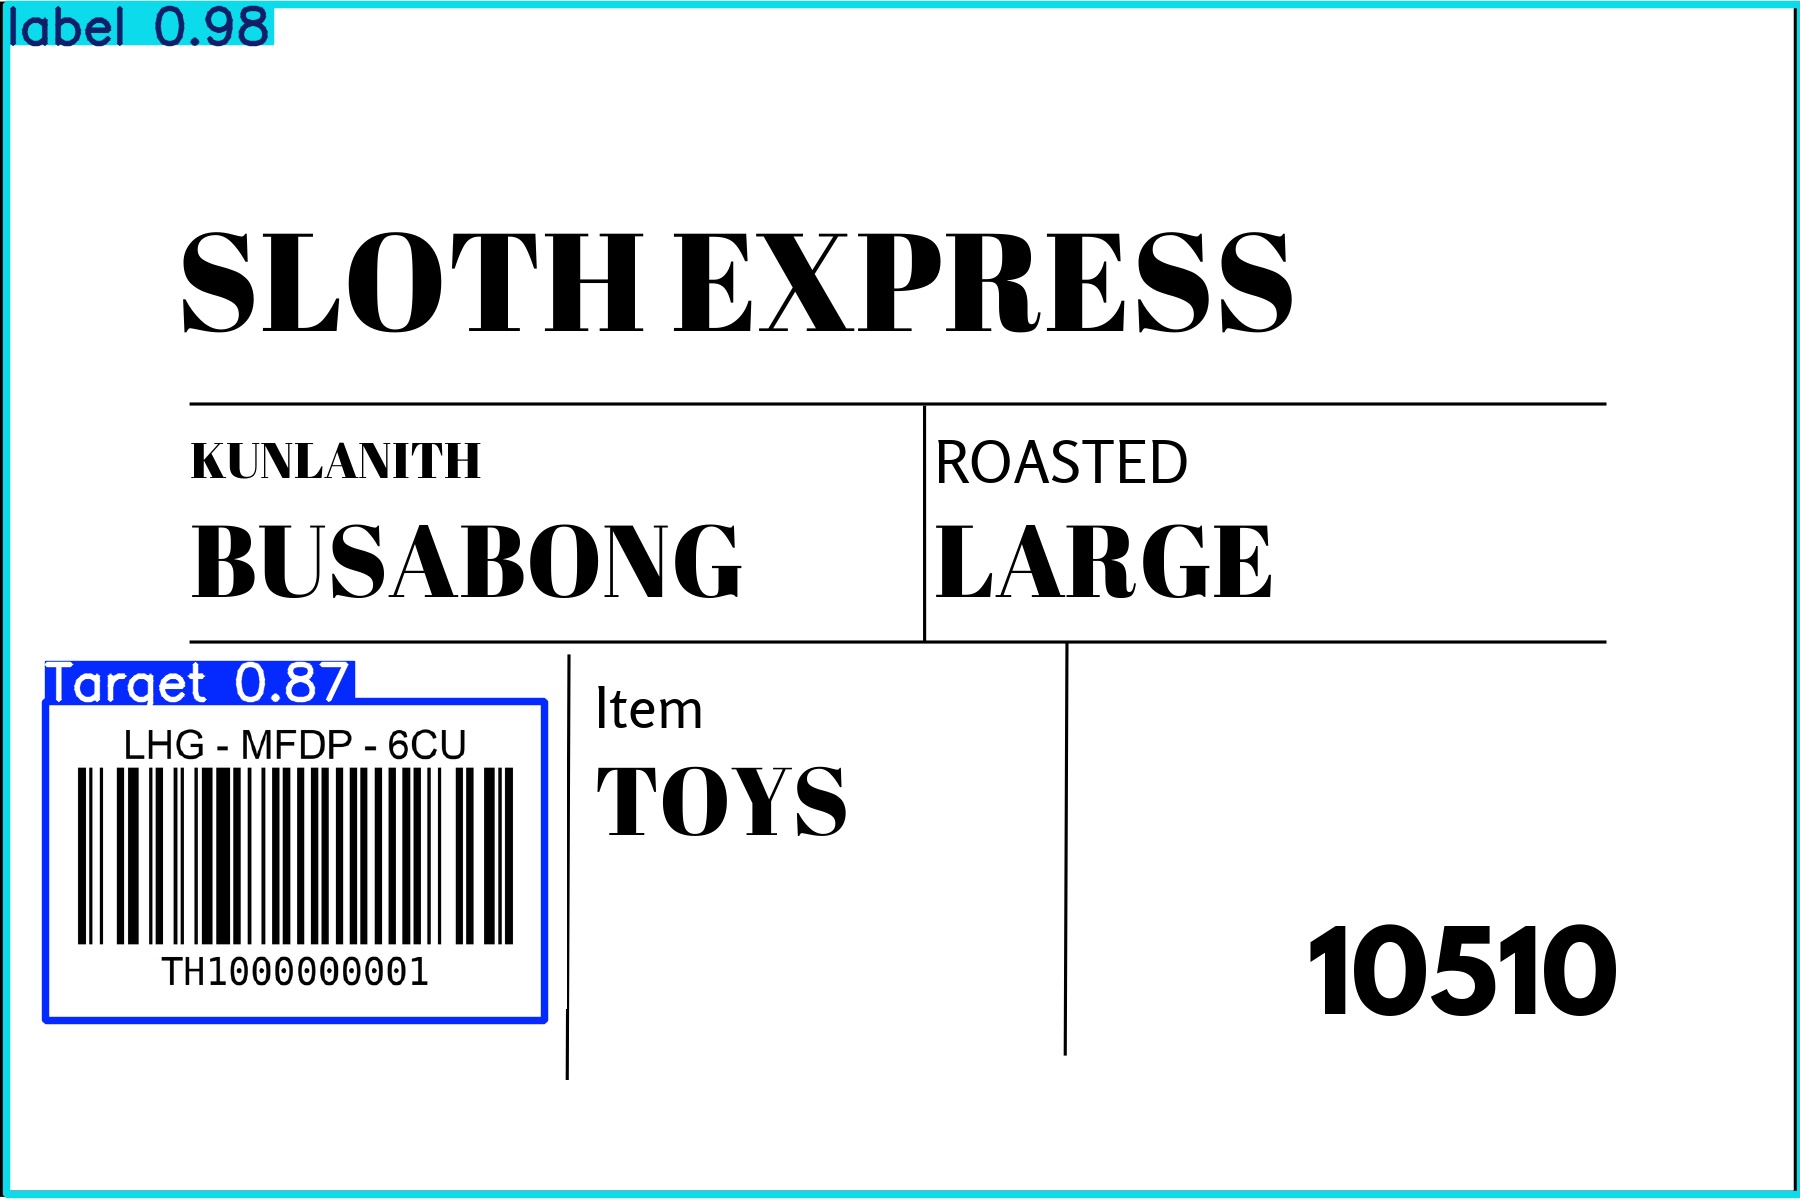 label 0.98
SLOTH EXPRESS
KUNLANITH
BUSABONG
ROASTED
LARGE
Target 0.87
LHG - MFDP - 6CU
TH1000000001
Item
TOYS
10510